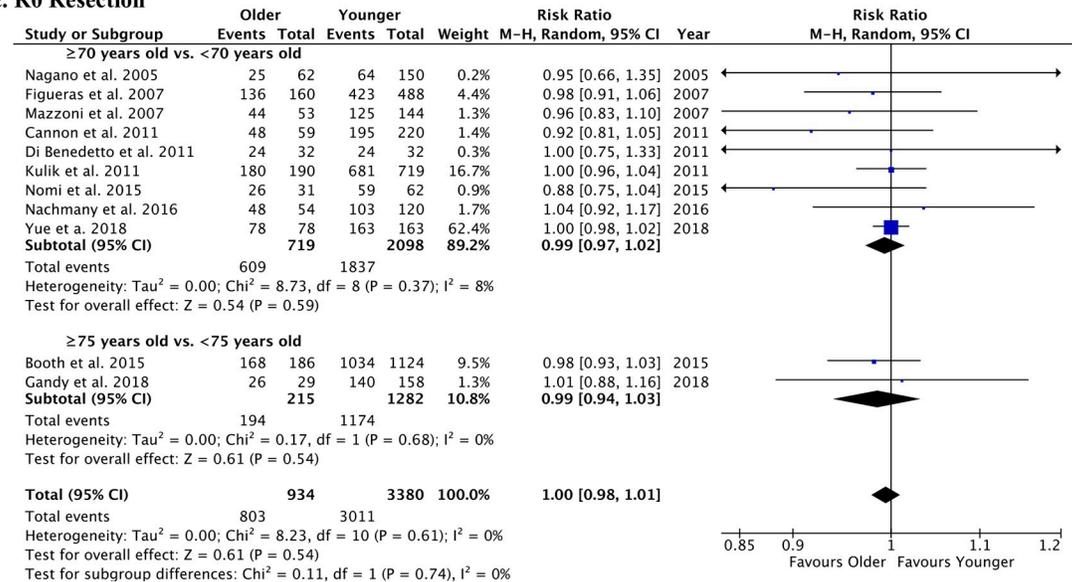 R0 Resection
Older Younger Risk Ratio Risk Ratio
Study or Subgroup Events Total Events Total Weight M-H, Random, 95% CI Year M-H, Random, 95% CI
≥70 years old vs. <70 years old
Nagano et al. 2005 25 62 64 150 0.2% 0.95 [0.66, 1.35] 2005
Figueras et al. 2007 136 160 423 488 4.4% 0.98 [0.91, 1.06] 2007
Mazzoni et al. 2007 44 53 125 144 1.3% 0.96 [0.83, 1.10] 2007
Cannon et al. 2011 48 59 195 220 1.4% 0.92 [0.81, 1.05] 2011
Di Benedetto et al. 2011 24 32 24 32 0.3% 1.00 [0.75, 1.33] 2011
Kulik et al. 2011 180 190 681 719 16.7% 1.00 [0.96, 1.04] 2011
Nomi et al. 2015 26 31 59 62 0.9% 0.88 [0.75, 1.04] 2015
Nachmany et al. 2016 48 54 103 120 1.7% 1.04 [0.92, 1.17] 2016
Yue et a. 2018 78 78 163 163 62.4% 1.00 [0.98, 1.02] 2018
Subtotal (95% CI) 719 2098 89.2% 0.99 [0.97, 1.02]
Total events 609 1837
Heterogeneity: Tau² = 0.00; Chi² = 8.73, df = 8 (P = 0.37); I² = 8%
Test for overall effect: Z = 0.54 (P = 0.59)
≥75 years old vs. <75 years old
Booth et al. 2015 168 186 1034 1124 9.5% 0.98 [0.93, 1.03] 2015
Gandy et al. 2018 26 29 140 158 1.3% 1.01 [0.88, 1.16] 2018
Subtotal (95% CI) 215 1282 10.8% 0.99 [0.94, 1.03]
Total events 194 1174
Heterogeneity: Tau² = 0.00; Chi² = 0.17, df = 1 (P = 0.68); I² = 0%
Test for overall effect: Z = 0.61 (P = 0.54)
Total (95% CI) 934 3380 100.0% 1.00 [0.98, 1.01]
Total events 803 3011
Heterogeneity: Tau² = 0.00; Chi² = 8.23, df = 10 (P = 0.61); I² = 0%
Test for overall effect: Z = 0.61 (P = 0.54)
Test for subgroup differences: Chi² = 0.11, df = 1 (P = 0.74), I² = 0%
0.85 0.9 1 1.1 1.2
Favours Older Favours Younger